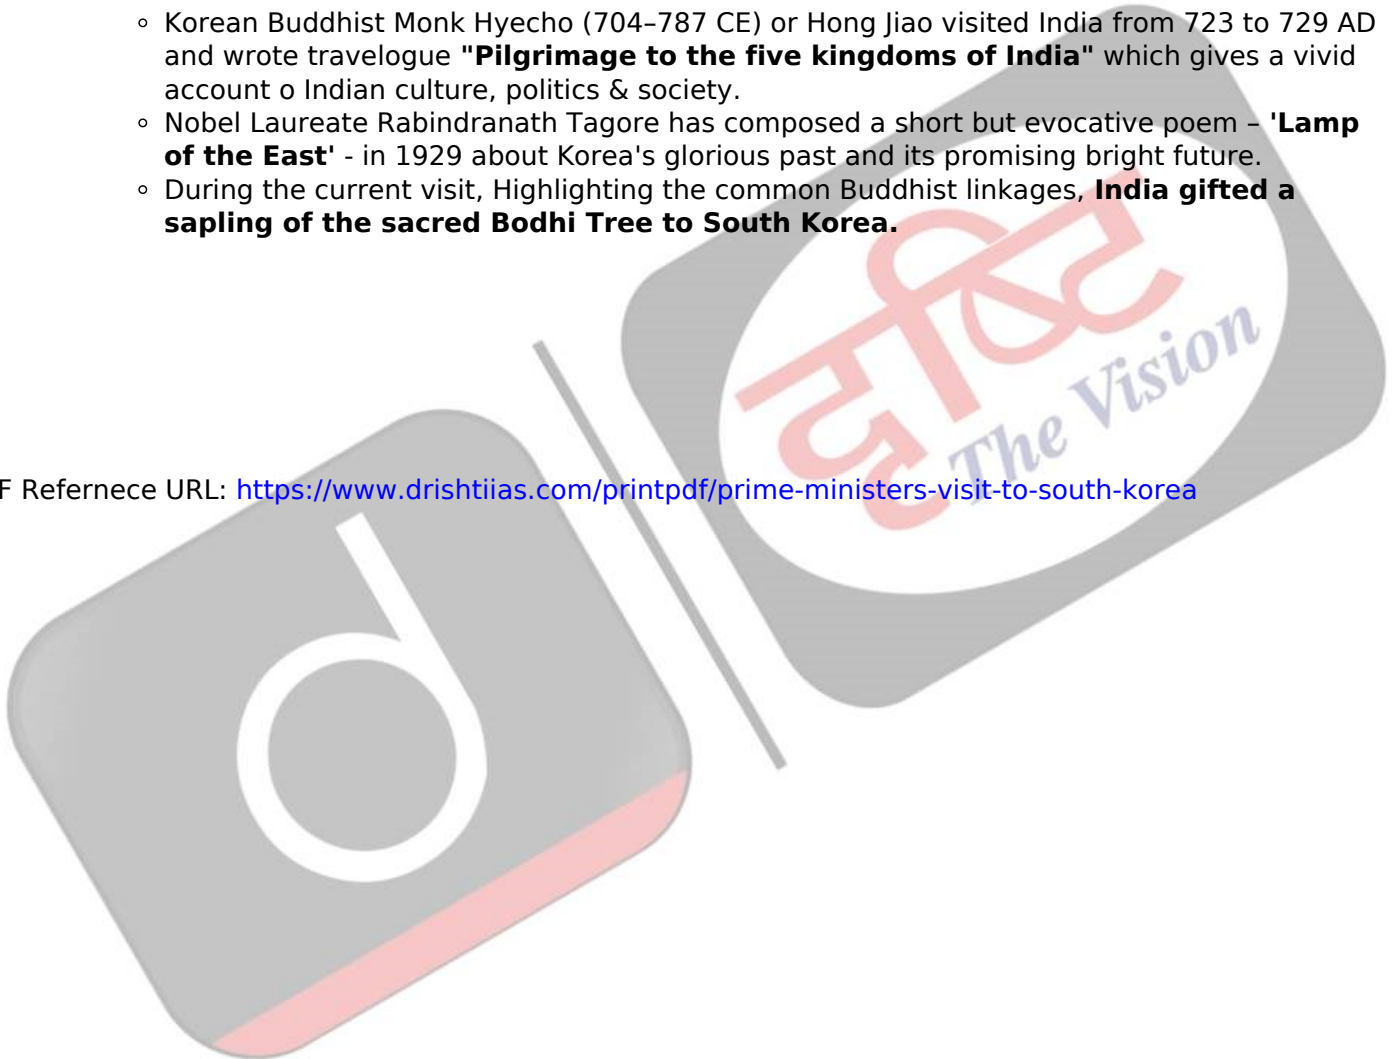 ◦ Korean Buddhist Monk Hyecho (704–787 CE) or Hong Jiao visited India from 723 to 729 AD
and wrote travelogue "Pilgrimage to the five kingdoms of India" which gives a vivid
account o Indian culture, politics & society.
◦ Nobel Laureate Rabindranath Tagore has composed a short but evocative poem – 'Lamp
of the East' - in 1929 about Korea's glorious past and its promising bright future.
◦ During the current visit, Highlighting the common Buddhist linkages, India gifted a
sapling of the sacred Bodhi Tree to South Korea.
दृष्टि
The Vision
F Refernece URL: https://www.drishtiias.com/printpdf/prime-ministers-visit-to-south-korea
d